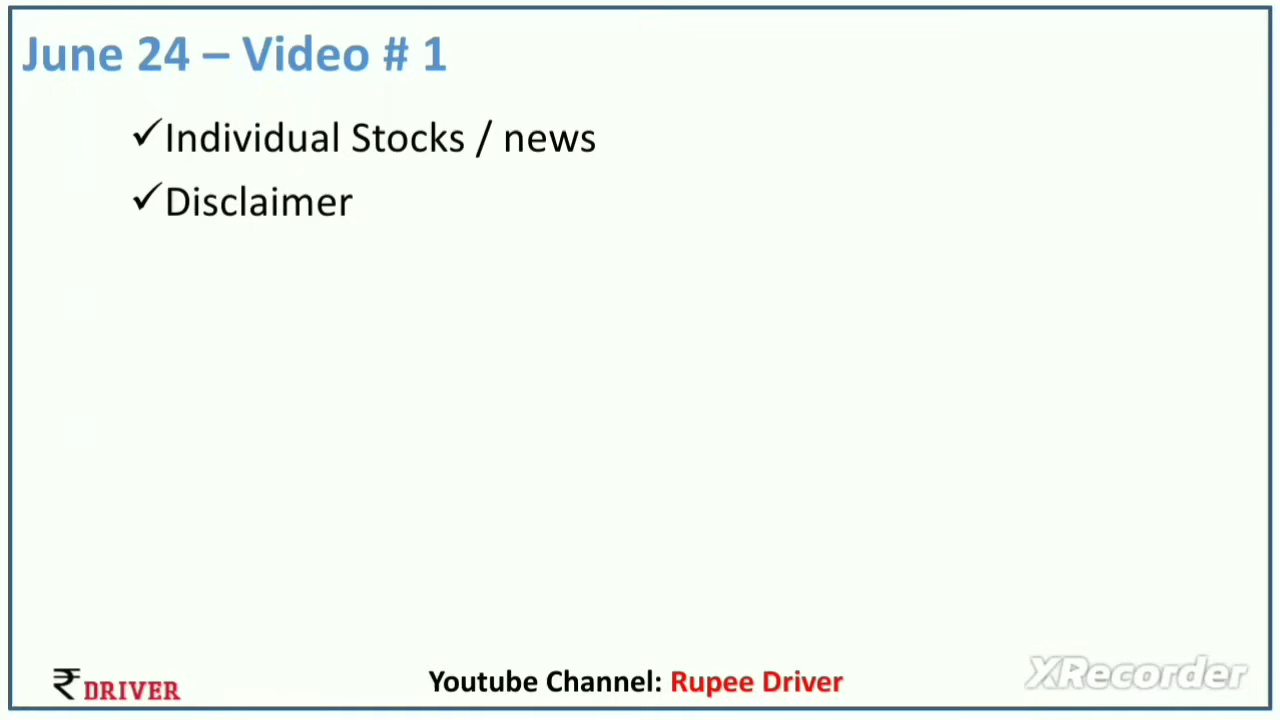 June 24 – Video # 1
✓Individual Stocks / news
✓Disclaimer
₹ DRIVER
Youtube Channel: Rupee Driver
XRecorder